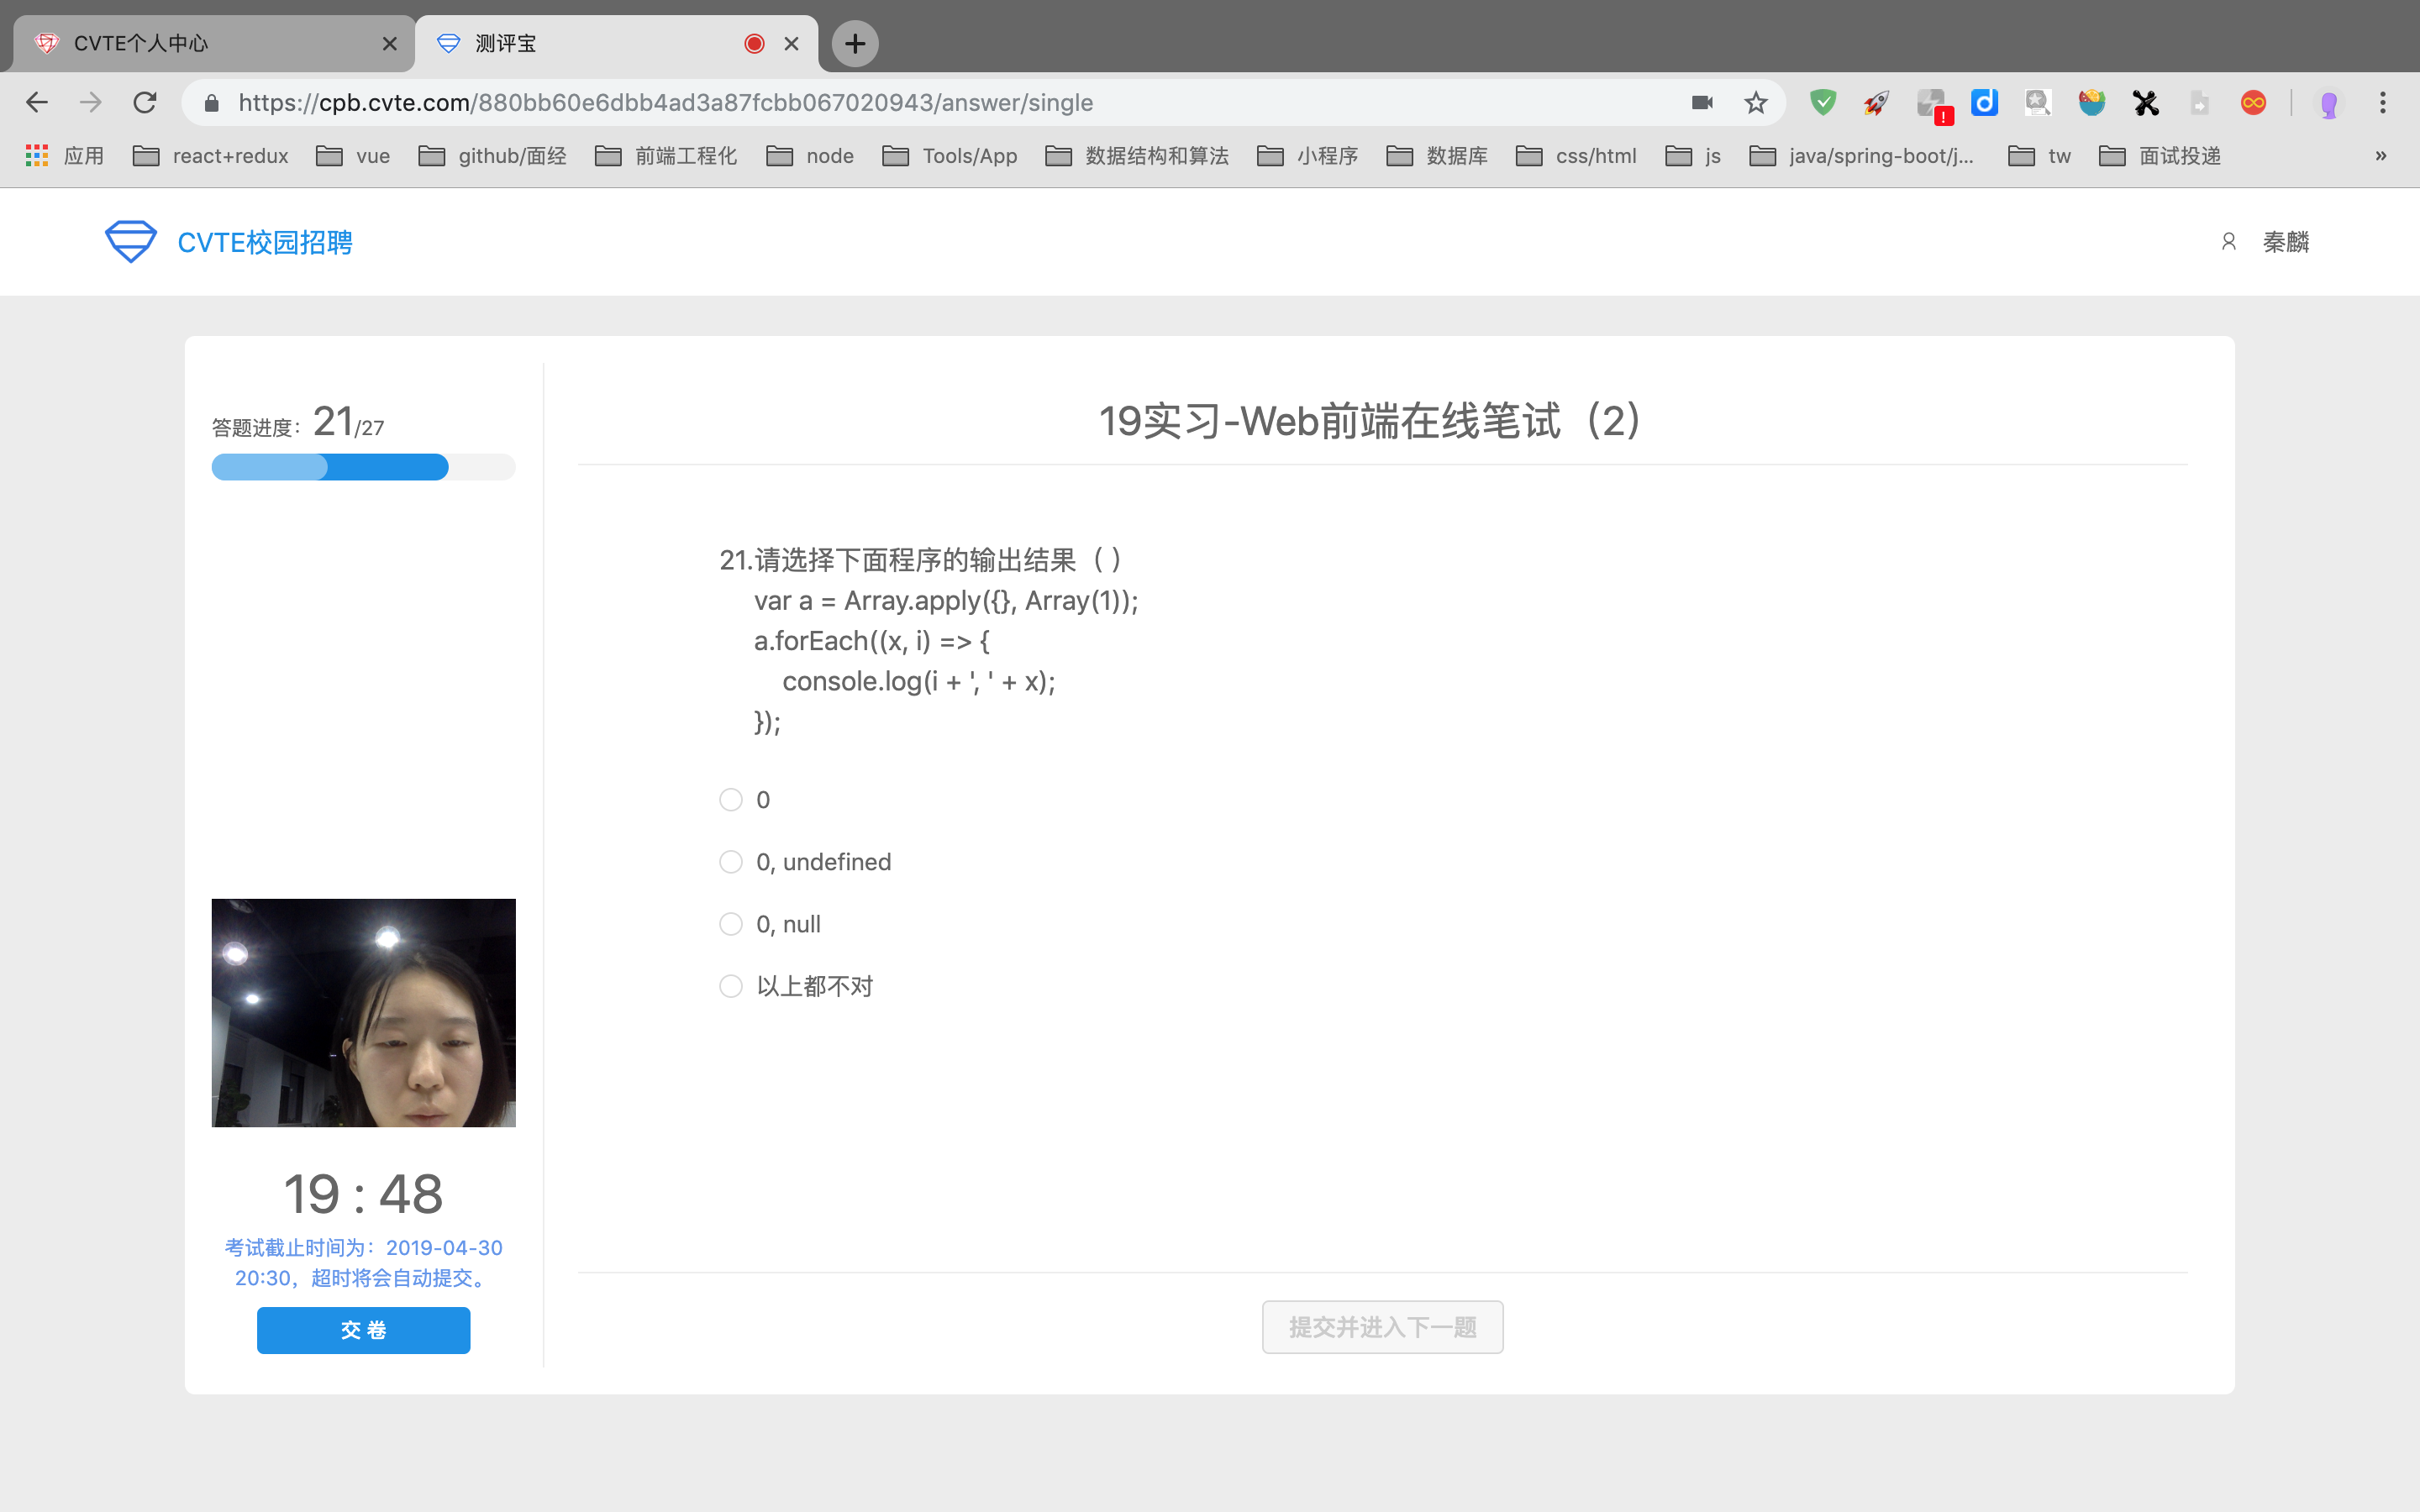 CVTE个人中心
测评宝
https://cpb.cvte.com/880bb60e6dbb4ad3a87fcbb067020943/answer/single
应用
react+redux
vue
github/面经
前端工程化
node
Tools/App
数据结构和算法
小程序
数据库
css/html
js
java/spring-boot/j...
tw
面试投递
»
CVTE校园招聘
秦麟
答题进度：21/27
19实习-Web前端在线笔试（2）
21.请选择下面程序的输出结果（ ）
var a = Array.apply({}, Array(1));
a.forEach((x, i) => {
console.log(i + ', ' + x);
});
0
0, undefined
0, null
以上都不对
19 : 48
考试截止时间为：2019-04-30
20:30，超时将会自动提交。
交 卷
提交并进入下一题